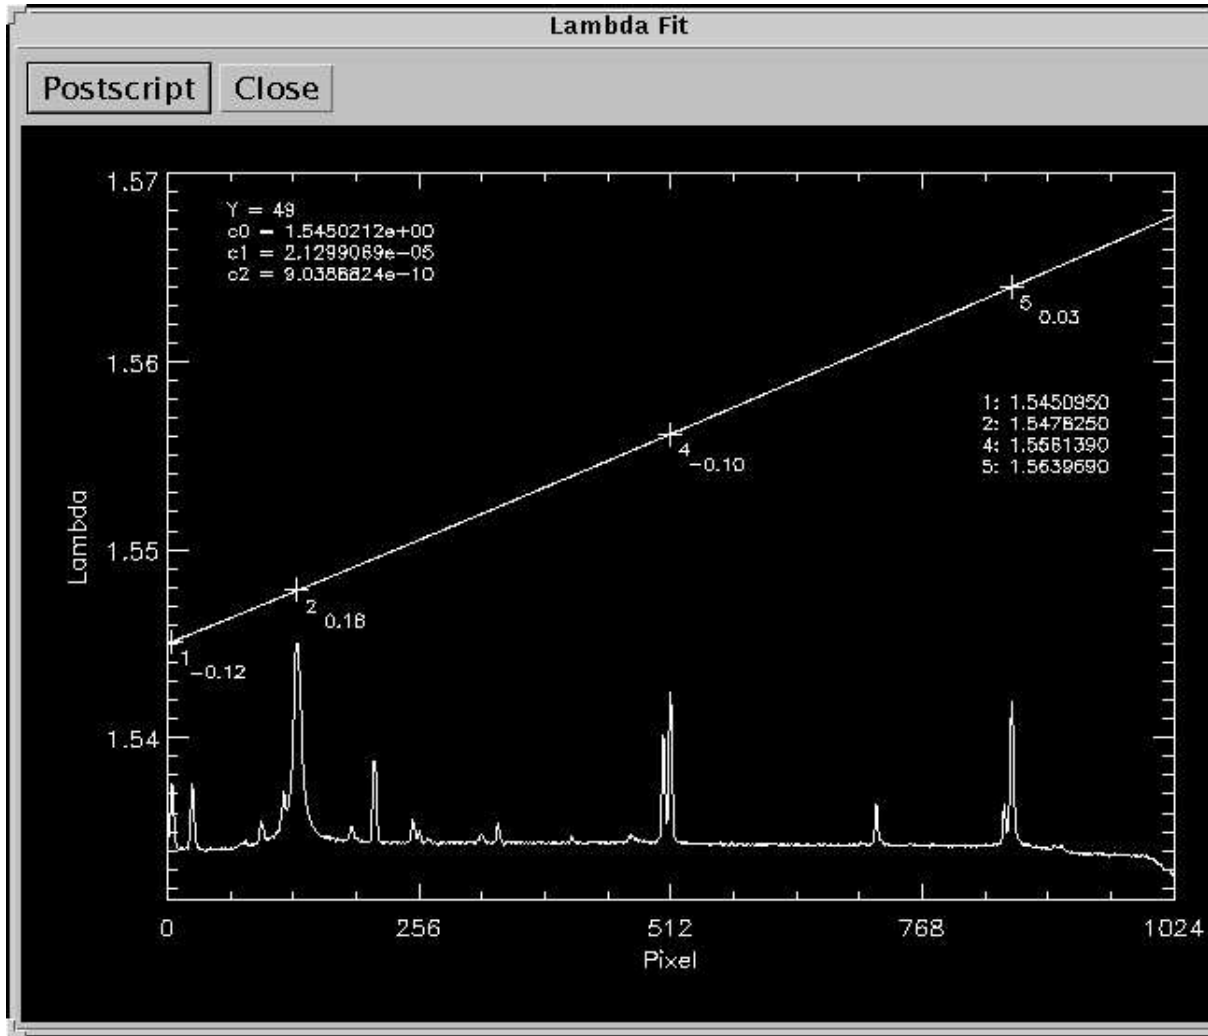 Lambda Fit
Postscript Close
1.57
Y = 49
c0 = 1.5450212e+00
c1 = 2.1299069e-05
c2 = 9.0386824e-10
5 0.03
1.56
1: 1.5450950
2: 1.5478250
4: 1.5561390
5: 1.5639690
4 -0.10
Lambda
1.55
2 0.18
1 -0.12
1.54
0 256 512 768 1024
Pixel